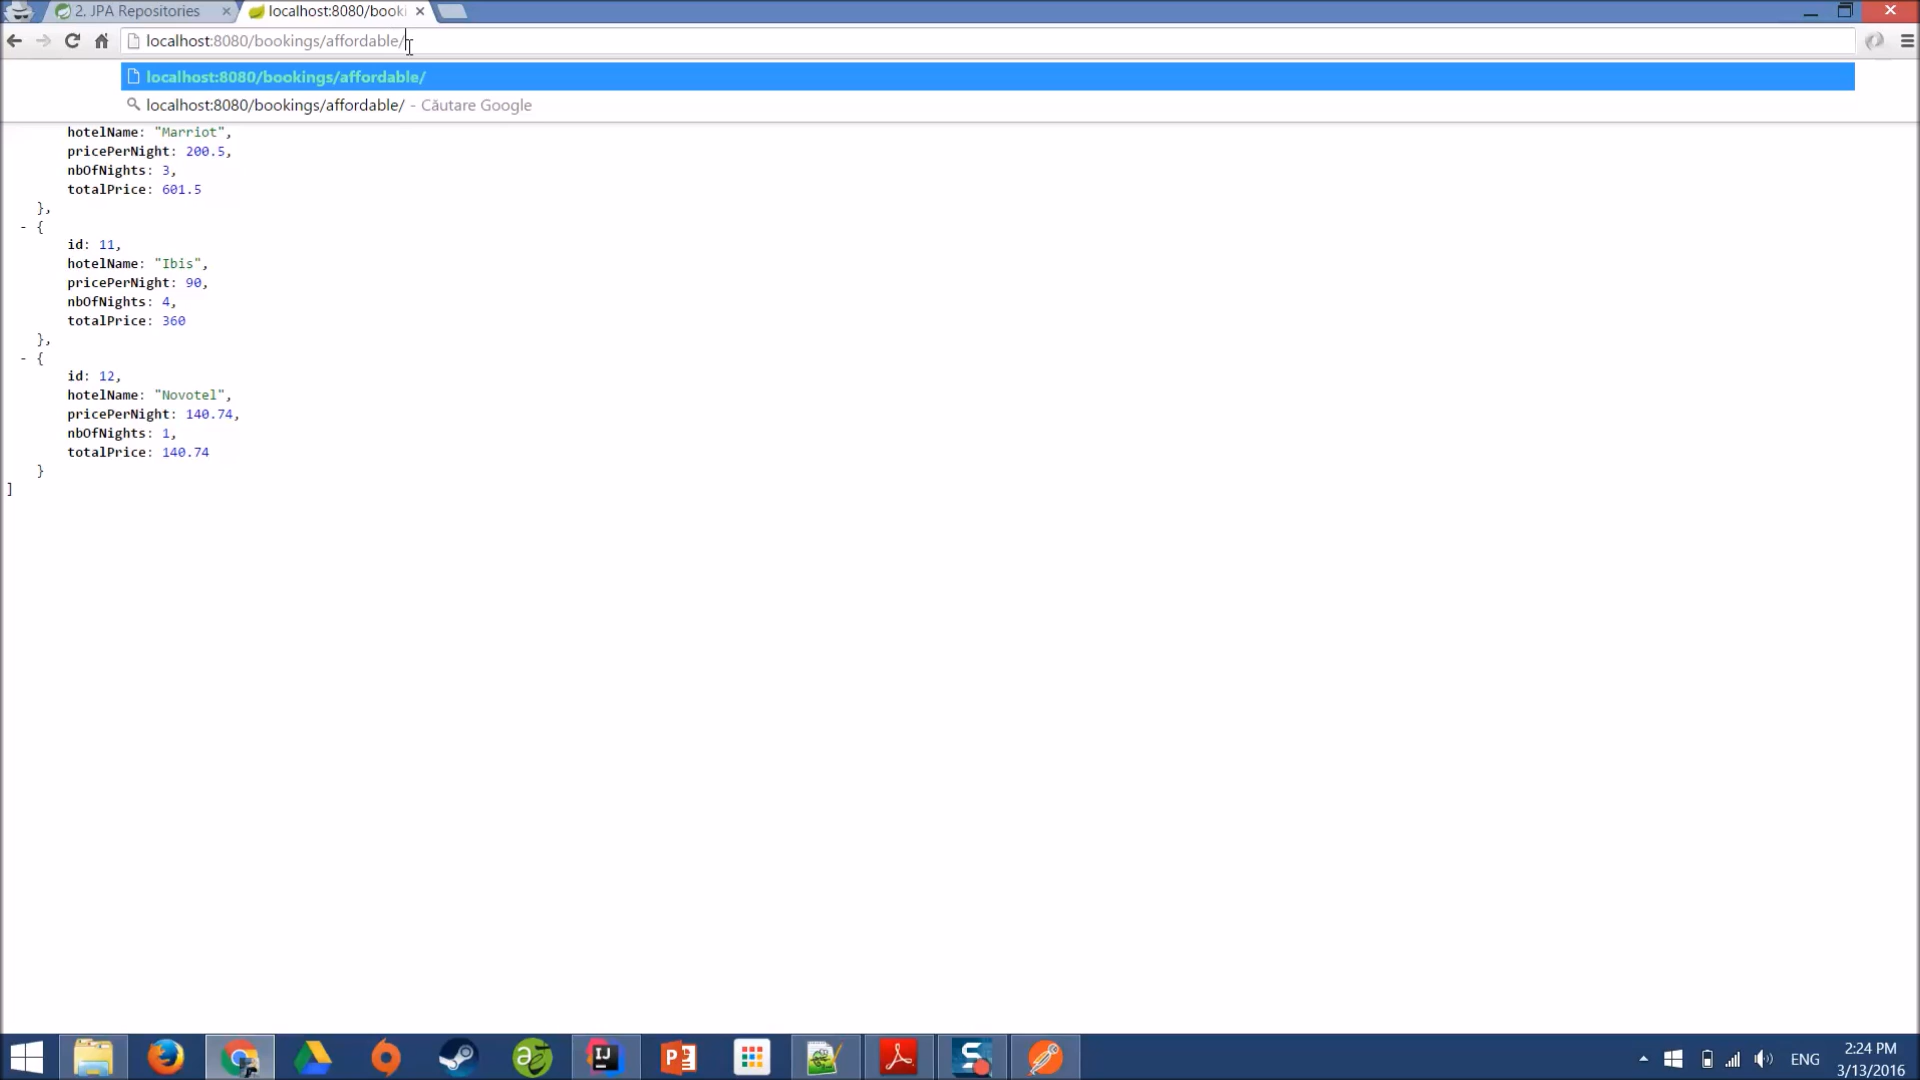 2. JPA Repositories
localhost:8080/book
localhost:8080/bookings/affordable/
localhost:8080/bookings/affordable/
localhost:8080/bookings/affordable/ - Căutare Google
hotelName: "Marriot",
pricePerNight: 200.5,
nbOfNights: 3,
totalPrice: 601.5
},
- {
id: 11,
hotelName: "Ibis",
pricePerNight: 90,
nbOfNights: 4,
totalPrice: 360
},
- {
id: 12,
hotelName: "Novotel",
pricePerNight: 140.74,
nbOfNights: 1,
totalPrice: 140.74
}
]
IJ
ENG
2:24 PM
3/13/2016